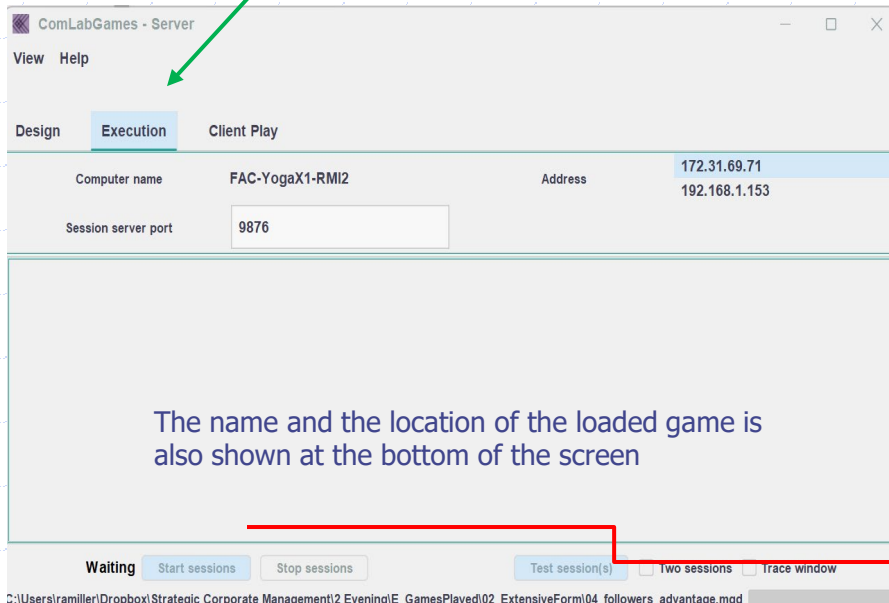 ComLabGames - Server
View Help
Design Execution Client Play
Computer name FAC-YogaX1-RMI2 Address 172.31.69.71
192.168.1.153
Session server port 9876
The name and the location of the loaded game is
also shown at the bottom of the screen
Waiting Start sessions Stop sessions Test session(s) Two sessions Trace window
C:\Users\ramiller\Dropbox\Strategic Corporate Management\2 Evening\E_GamesPlayed\02_ExtensiveForm\04_followers_advantage.mgd